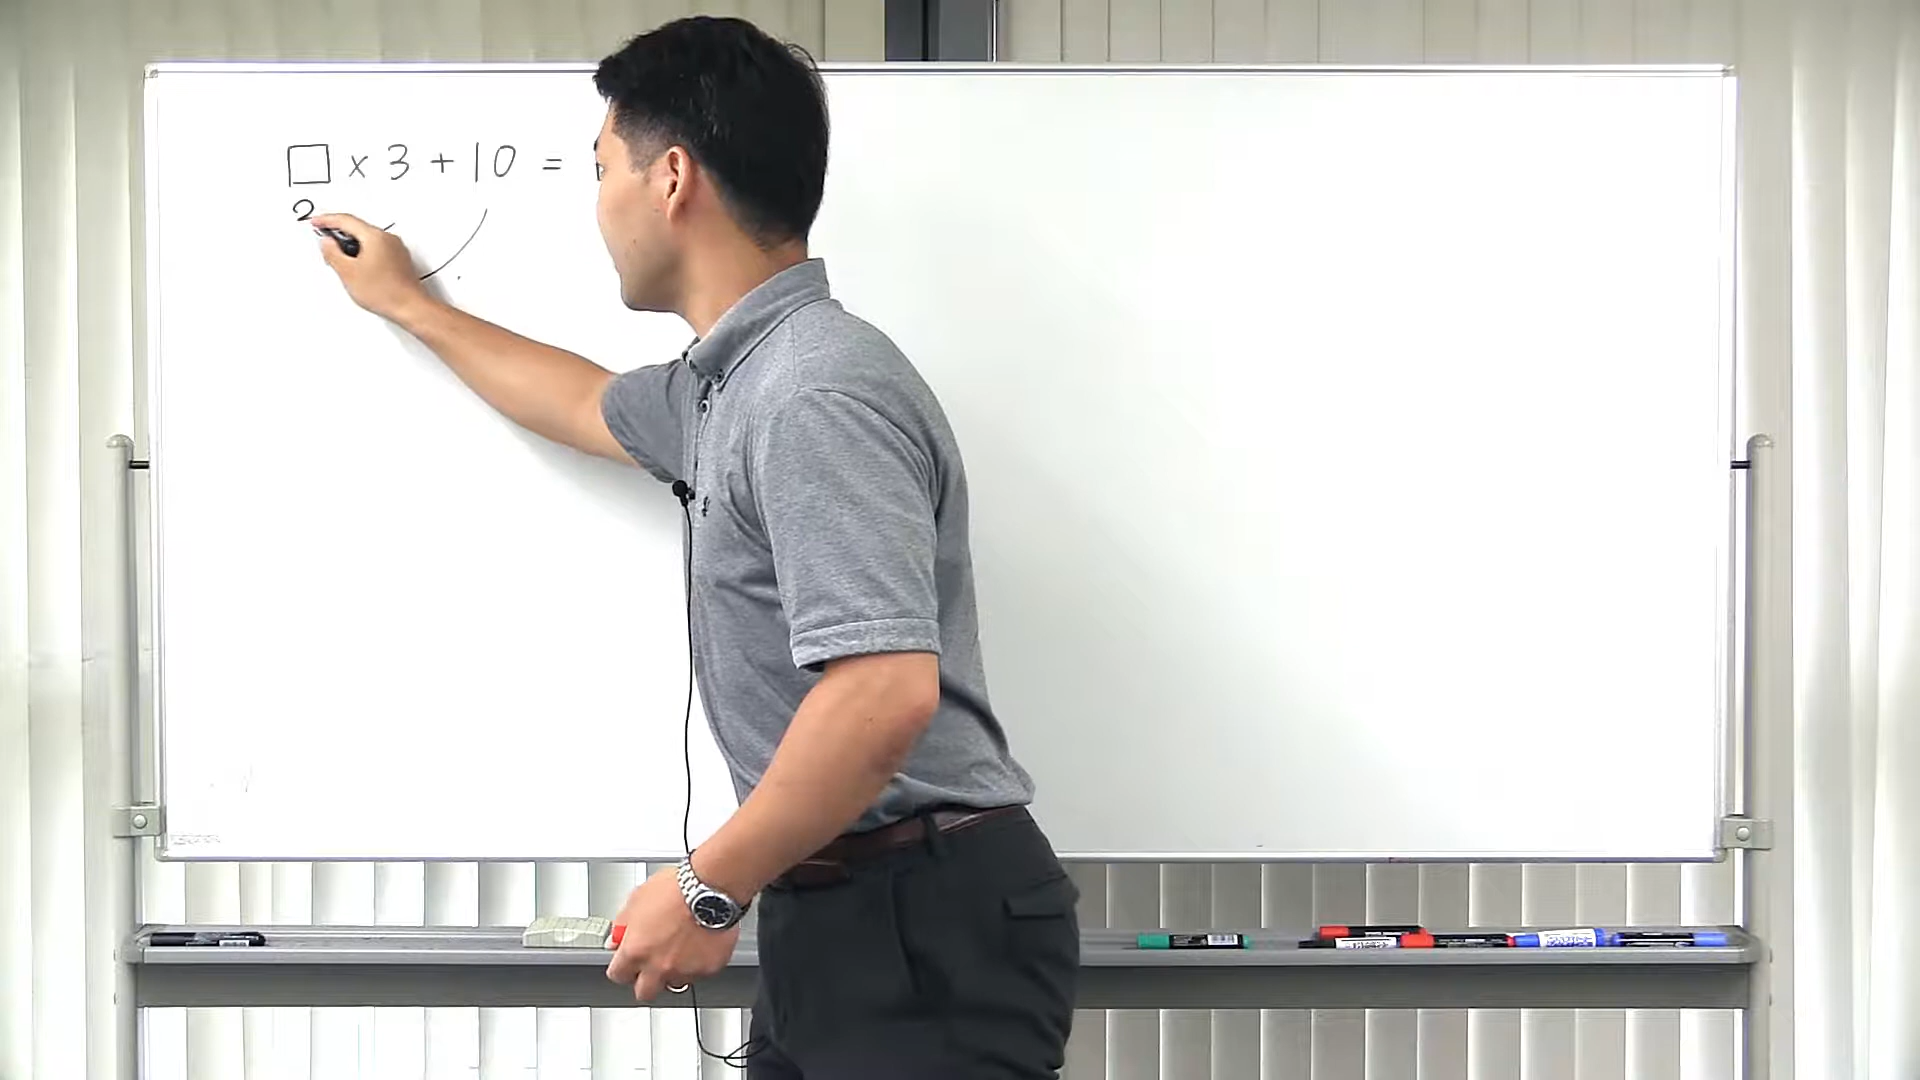 □ × 3 + 10 =
2